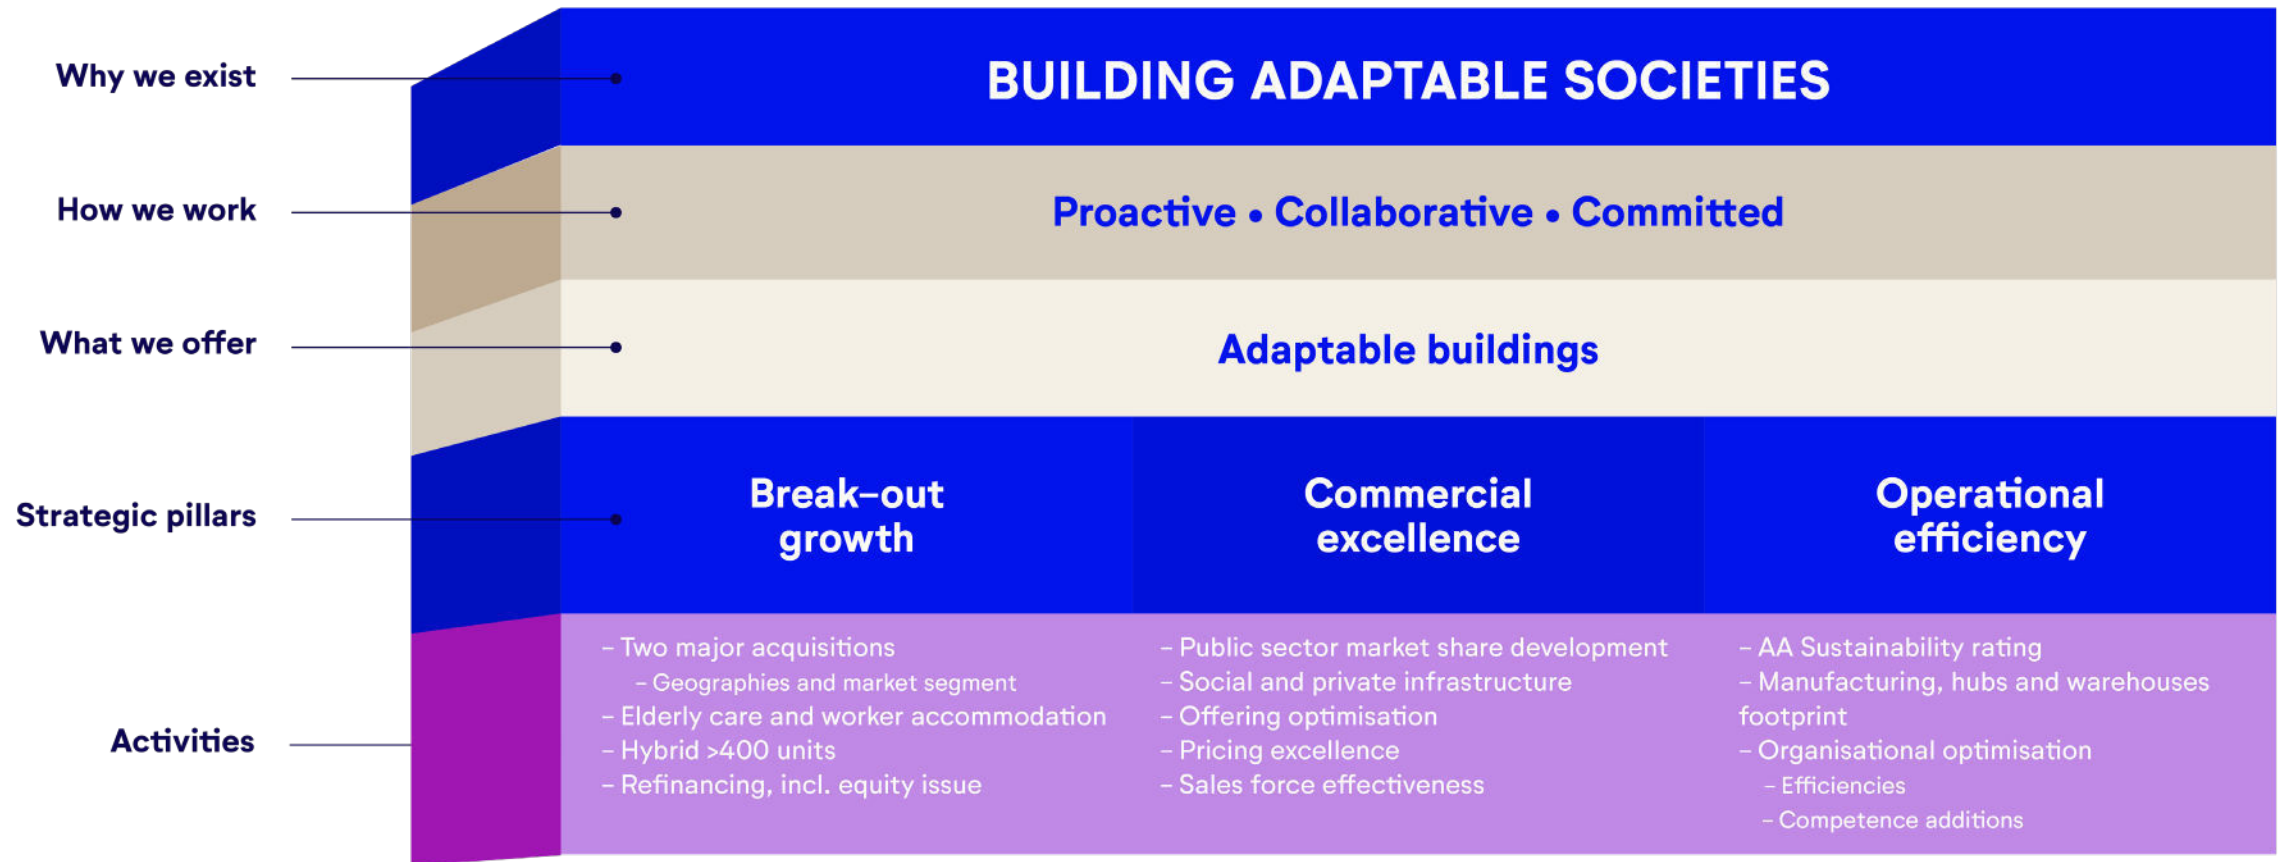 Why we exist
BUILDING ADAPTABLE SOCIETIES
How we work
Proactive • Collaborative • Committed
What we offer
Adaptable buildings
Strategic pillars
Break–out
growth
Commercial
excellence
Operational
efficiency
Activities
– Two major acquisitions
– Geographies and market segment
– Elderly care and worker accommodation
– Hybrid >400 units
– Refinancing, incl. equity issue
– Public sector market share development
– Social and private infrastructure
– Offering optimisation
– Pricing excellence
– Sales force effectiveness
– AA Sustainability rating
– Manufacturing, hubs and warehouses
footprint
– Organisational optimisation
– Efficiencies
– Competence additions